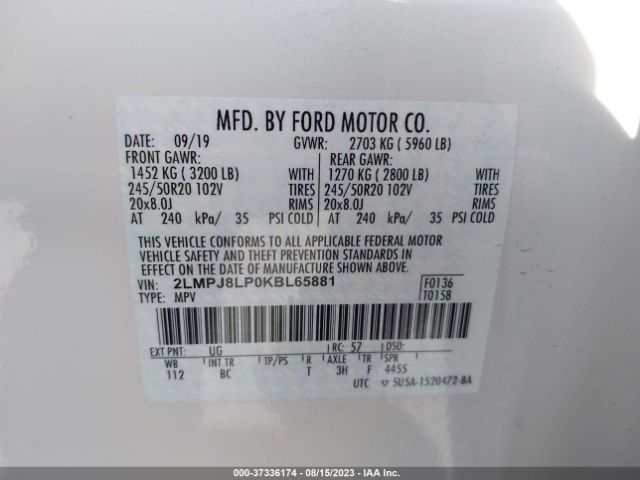 MFD. BY FORD MOTOR CO.
DATE: 09/19 GVWR: 2703 KG ( 5960 LB)
FRONT GAWR: REAR GAWR:
1452 KG ( 3200 LB) WITH 1270 KG ( 2800 LB) WITH
245/50R20 102V TIRES 245/50R20 102V TIRES
20x8.0J RIMS 20x8.0J RIMS
AT 240 kPa/ 35 PSI COLD AT 240 kPa/ 35 PSI COLD
THIS VEHICLE CONFORMS TO ALL APPLICABLE FEDERAL MOTOR
VEHICLE SAFETY AND THEFT PREVENTION STANDARDS IN
EFFECT ON THE DATE OF MANUFACTURE SHOWN ABOVE.
VIN: 2LMPJ8LP0KBL65881 F0136
TYPE: MPV T0158
EXT PNT: UG RC: 57 DSO:
WB INT TR TP/PS R AXLE TR SPR
112 BC T 3H F 4455
UTC ▽ 5U5A-1520472-BA
000-37336174 - 08/15/2023 - IAAI.COM